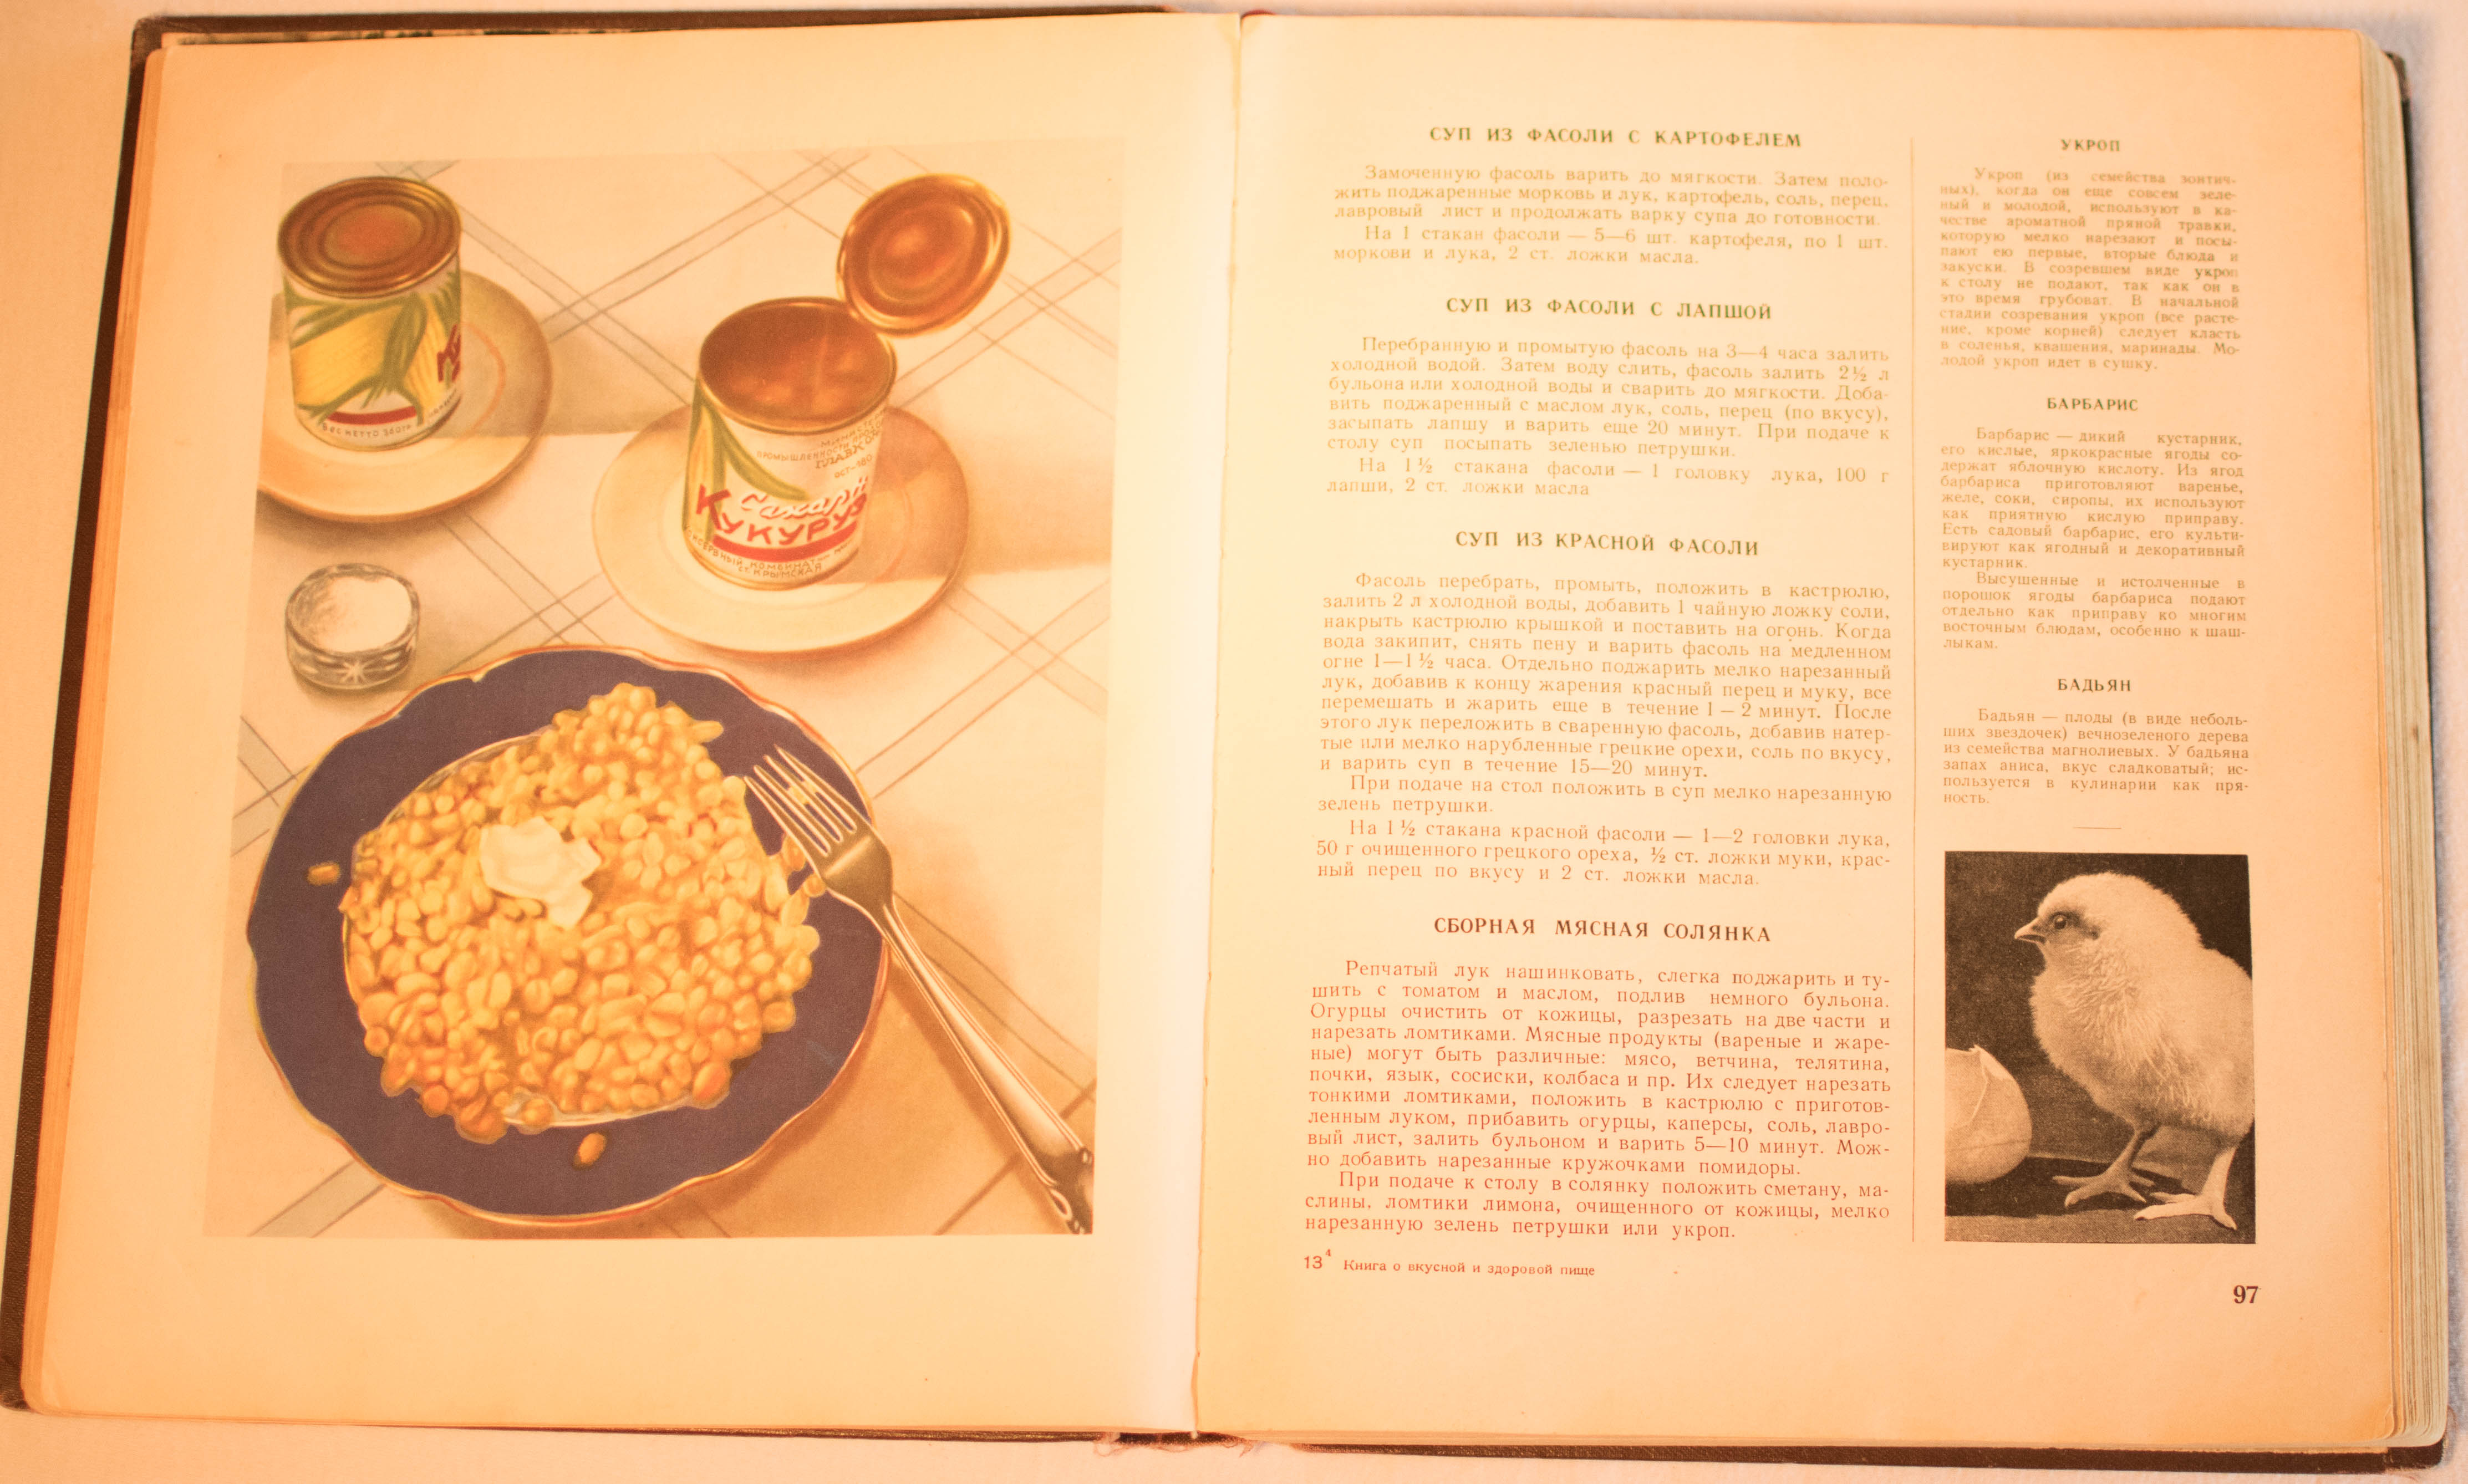 Ку
ВЕС НЕТТО 340 гр
ПРОМЫШЛЕННОСТИ
ГЛАВК
ОСТ-180
Сахар
КУКУРУЗ
КОМБИНАТ
СТ. КРЫМСКАЯ
СУП ИЗ ФАСОЛИ С КАРТОФЕЛЕМ
Замоченную фасоль варить до мягкости. Затем поло-
жить поджаренные морковь и лук, картофель, соль, перец,
лавровый лист и продолжать варку супа до готовности.
На 1 стакан фасоли — 5—6 шт. картофеля, по 1 шт.
моркови и лука, 2 ст. ложки масла.
СУП ИЗ ФАСОЛИ С ЛАПШОЙ
Перебранную и промытую фасоль на 3—4 часа залить
холодной водой. Затем воду слить, фасоль залить 2½ л
бульона или холодной воды и сварить до мягкости. Доба-
вить поджаренный с маслом лук, соль, перец (по вкусу),
засыпать лапшу и варить еще 20 минут. При подаче к
столу суп посыпать зеленью петрушки.
На 1½ стакана фасоли — 1 головку лука, 100 г
лапши, 2 ст. ложки масла
СУП ИЗ КРАСНОЙ ФАСОЛИ
Фасоль перебрать, промыть, положить в кастрюлю,
залить 2 л холодной воды, добавить 1 чайную ложку соли,
накрыть кастрюлю крышкой и поставить на огонь. Когда
вода закипит, снять пену и варить фасоль на медленном
огне 1—1½ часа. Отдельно поджарить мелко нарезанный
лук, добавив к концу жарения красный перец и муку, все
перемешать и жарить еще в течение 1—2 минут. После
этого лук переложить в сваренную фасоль, добавив натер-
тые или мелко нарубленные грецкие орехи, соль по вкусу,
и варить суп в течение 15—20 минут.
При подаче на стол положить в суп мелко нарезанную
зелень петрушки.
На 1½ стакана красной фасоли — 1—2 головки лука,
50 г очищенного грецкого ореха, ½ ст. ложки муки, крас-
ный перец по вкусу и 2 ст. ложки масла.
СБОРНАЯ МЯСНАЯ СОЛЯНКА
Репчатый лук нашинковать, слегка поджарить и ту-
шить с томатом и маслом, подлив немного бульона.
Огурцы очистить от кожицы, разрезать на две части и
нарезать ломтиками. Мясные продукты (вареные и жаре-
ные) могут быть различные: мясо, ветчина, телятина,
почки, язык, сосиски, колбаса и пр. Их следует нарезать
тонкими ломтиками, положить в кастрюлю с приготов-
ленным луком, прибавить огурцы, каперсы, соль, лавро-
вый лист, залить бульоном и варить 5—10 минут. Мож-
но добавить нарезанные кружочками помидоры.
При подаче к столу в солянку положить сметану, ма-
слины, ломтики лимона, очищенного от кожицы, мелко
нарезанную зелень петрушки или укроп.
13⁴ Книга о вкусной и здоровой пище
УКРОП
Укроп (из семейства зонтич-
ных), когда он еще совсем зеле-
ный и молодой, используют в ка-
честве ароматной пряной травки,
которую мелко нарезают и посы-
пают ею первые, вторые блюда и
закуски. В созревшем виде укроп
к столу не подают, так как он в
это время грубоват. В начальной
стадии созревания укроп (все расте-
ние, кроме корней) следует класть
в соленья, квашения, маринады. Мо-
лодой укроп идет в сушку.
БАРБАРИС
Барбарис — дикий кустарник,
его кислые, яркокрасные ягоды со-
держат яблочную кислоту. Из ягод
барбариса приготовляют варенье,
желе, соки, сиропы, их используют
как приятную кислую приправу.
Есть садовый барбарис, его культи-
вируют как ягодный и декоративный
кустарник.
Высушенные и истолченные в
порошок ягоды барбариса подают
отдельно как приправу ко многим
восточным блюдам, особенно к шаш-
лыкам.
БАДЬЯН
Бадьян — плоды (в виде неболь-
ших звездочек) вечнозеленого дерева
из семейства магнолиевых. У бадьяна
запах аниса, вкус сладковатый; ис-
пользуется в кулинарии как пря-
ность.
97